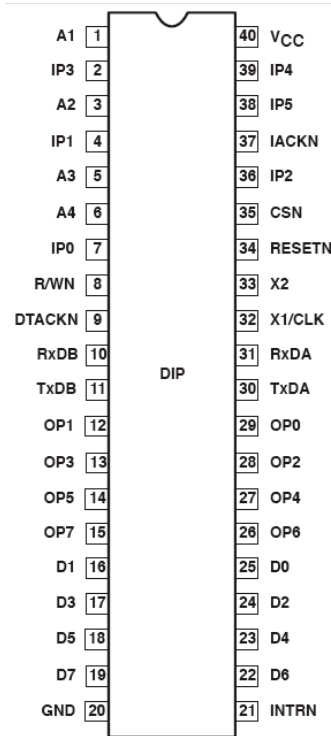 A1 1 40 VCC
IP3 2 39 IP4
A2 3 38 IP5
IP1 4 37 IACKN
A3 5 36 IP2
A4 6 35 CSN
IP0 7 34 RESETN
R/WN 8 33 X2
DTACKN 9 32 X1/CLK
RxDB 10 31 RxDA
DIP
TxDB 11 30 TxDA
OP1 12 29 OP0
OP3 13 28 OP2
OP5 14 27 OP4
OP7 15 26 OP6
D1 16 25 D0
D3 17 24 D2
D5 18 23 D4
D7 19 22 D6
GND 20 21 INTRN